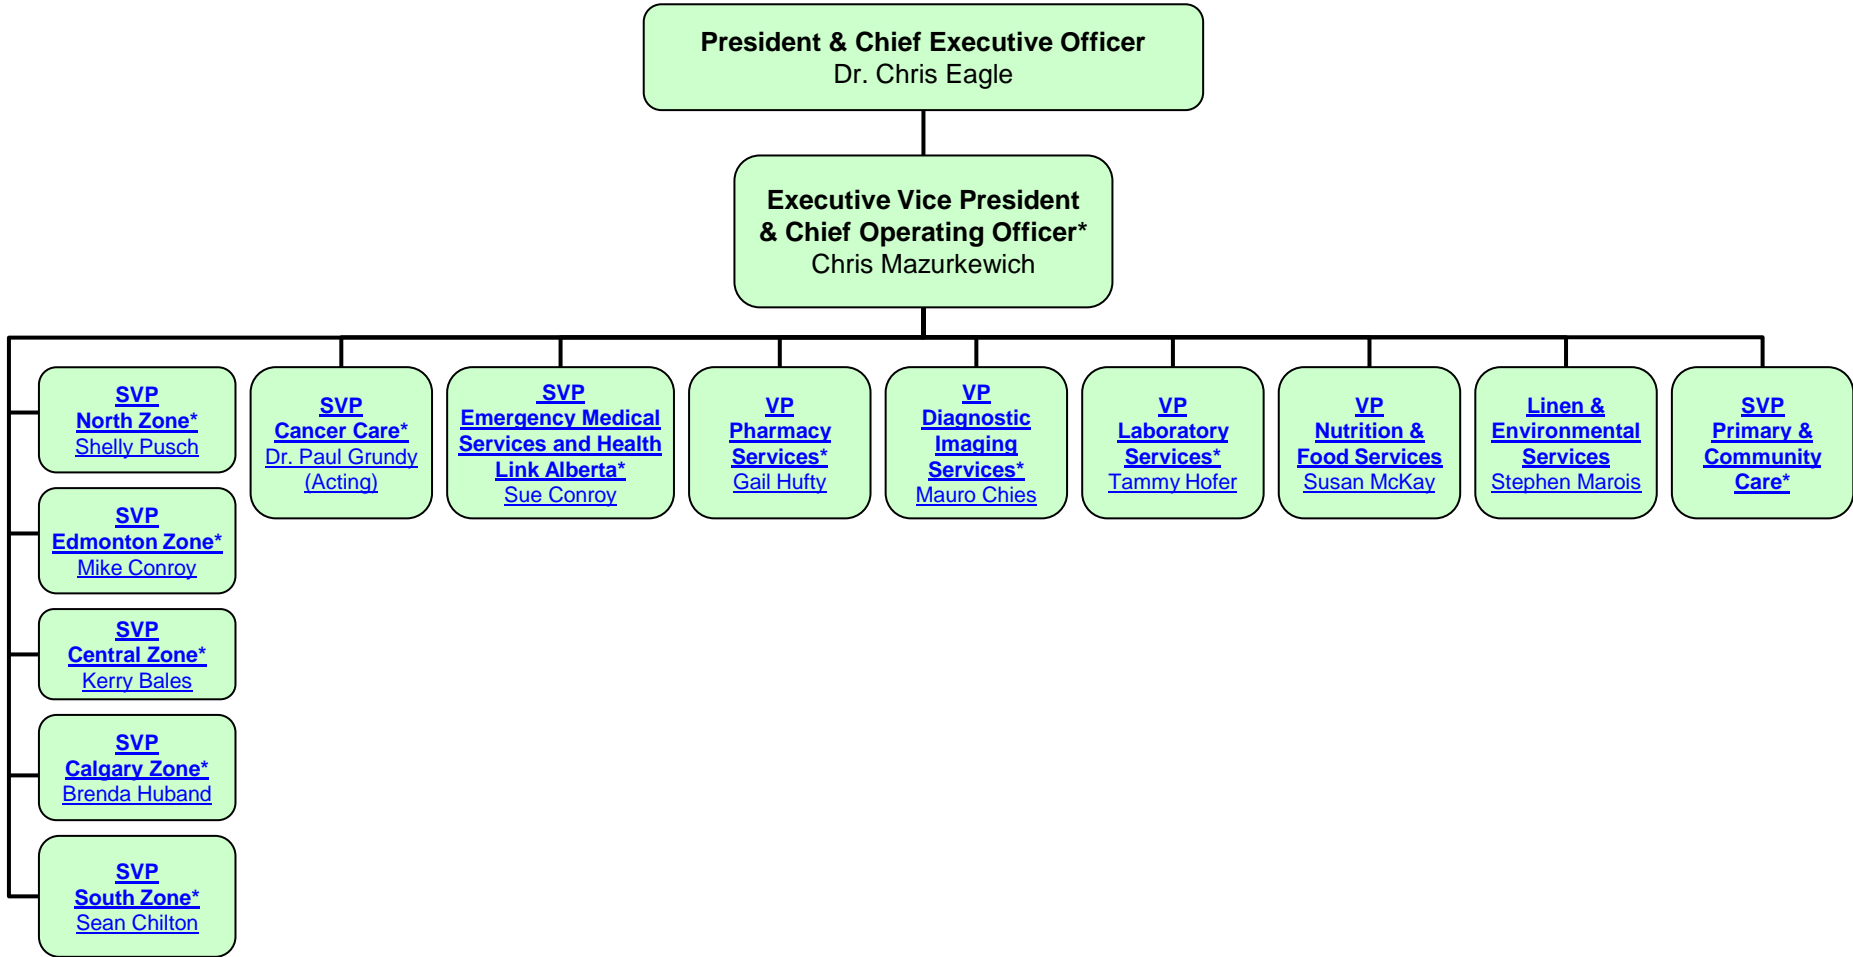 President & Chief Executive Officer
Dr. Chris Eagle
Executive Vice President
& Chief Operating Officer*
Chris Mazurkewich
SVP
North Zone*
Shelly Pusch
SVP
Edmonton Zone*
Mike Conroy
SVP
Central Zone*
Kerry Bales
SVP
Calgary Zone*
Brenda Huband
SVP
South Zone*
Sean Chilton
SVP
Cancer Care*
Dr. Paul Grundy
(Acting)
SVP
Emergency Medical
Services and Health
Link Alberta*
Sue Conroy
VP
Pharmacy
Services*
Gail Hufty
VP
Diagnostic
Imaging
Services*
Mauro Chies
VP
Laboratory
Services*
Tammy Hofer
VP
Nutrition &
Food Services
Susan McKay
Linen &
Environmental
Services
Stephen Marois
SVP
Primary &
Community
Care*